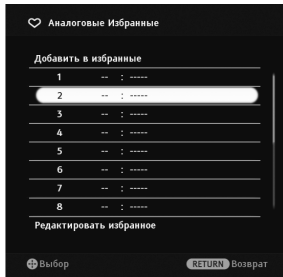 Аналоговые Избранные
Добавить в избранные
1 -- : -----
2 -- : -----
3 -- : -----
4 -- : -----
5 -- : -----
6 -- : -----
7 -- : -----
8 -- : -----
Редактировать избранное
Выбор RETURN Возврат